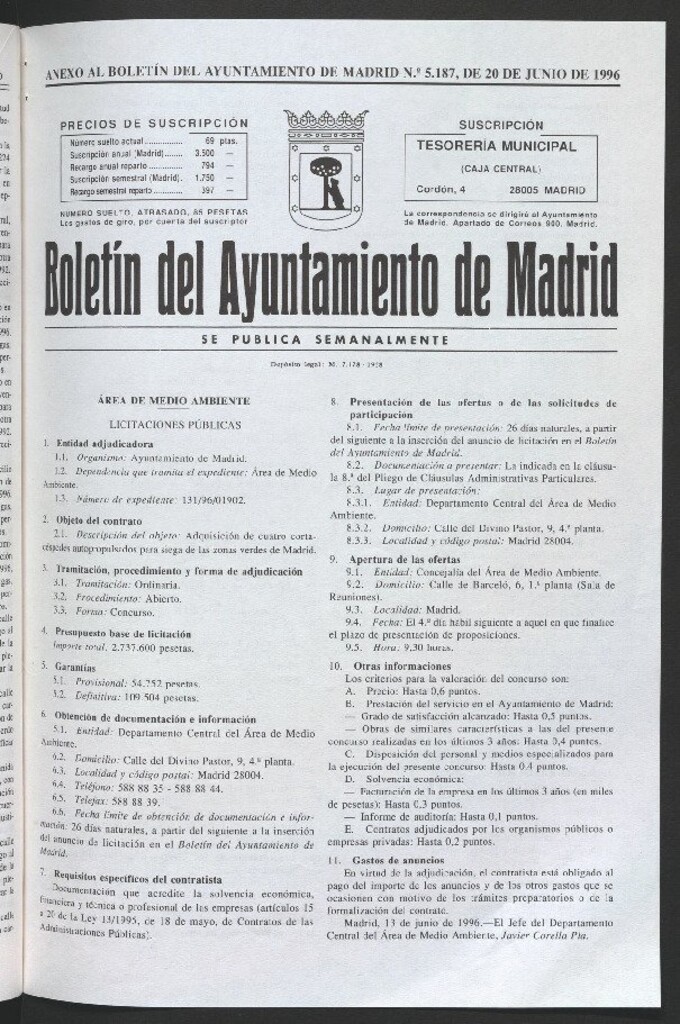 ANEXO AL BOLETÍN DEL AYUNTAMIENTO DE MADRID N.º 5.187, DE 20 DE JUNIO DE 1996
PRECIOS DE SUSCRIPCIÓN
Número suelto actual ............... 69 ptas.
Suscripción anual (Madrid)....... 3.500 —
Recargo anual reparto ............. 794 —
Suscripción semestral (Madrid). 1.750 —
Recargo semestral reparto ........ 397 —
NUMERO SUELTO, ATRASADO, 85 PESETAS
Los gastos de giro, por cuenta del suscriptor
SUSCRIPCIÓN
TESORERÍA MUNICIPAL
(CAJA CENTRAL)
Cordón, 4 28005 MADRID
La correspondencia se dirigirá al Ayuntamiento
de Madrid. Apartado de Correos 900. Madrid.
Boletín del Ayuntamiento de Madrid
SE PUBLICA SEMANALMENTE
Depósito legal: M. 7.178 - 1958
ÁREA DE MEDIO AMBIENTE
LICITACIONES PÚBLICAS
1. Entidad adjudicadora
1.1. Organismo: Ayuntamiento de Madrid.
1.2. Dependencia que tramita el expediente: Área de Medio
Ambiente.
1.3. Número de expediente: 131/96/01902.
2. Objeto del contrato
2.1. Descripción del objeto: Adquisición de cuatro corta-
céspedes autopropulsados para siega de las zonas verdes de Madrid.
3. Tramitación, procedimiento y forma de adjudicación
3.1. Tramitación: Ordinaria.
3.2. Procedimiento: Abierto.
3.3. Forma: Concurso.
4. Presupuesto base de licitación
Importe total: 2.737.600 pesetas.
5. Garantías
5.1. Provisional: 54.752 pesetas.
5.2. Definitiva: 109.504 pesetas.
6. Obtención de documentación e información
5.1. Entidad: Departamento Central del Área de Medio
Ambiente.
6.2. Domicilio: Calle del Divino Pastor, 9, 4.ª planta.
6.3. Localidad y código postal: Madrid 28004.
6.4. Teléfono: 588 88 35 - 588 88 44.
6.5. Telefax: 588 88 39.
6.6. Fecha límite de obtención de documentación e infor-
mación: 26 días naturales, a partir del siguiente a la inserción
del anuncio de licitación en el Boletín del Ayuntamiento de
Madrid.
7. Requisitos específicos del contratista
Documentación que acredite la solvencia económica,
financiera y técnica o profesional de las empresas (artículos 15
a 20 de la Ley 13/1995, de 18 de mayo, de Contratos de las
Administraciones Públicas).
8. Presentación de las ofertas o de las solicitudes de
participación
8.1. Fecha límite de presentación: 26 días naturales, a partir
del siguiente a la inserción del anuncio de licitación en el Boletín
del Ayuntamiento de Madrid.
8.2. Documentación a presentar: La indicada en la cláusu-
la 8.ª del Pliego de Cláusulas Administrativas Particulares.
8.3. Lugar de presentación:
8.3.1. Entidad: Departamento Central del Área de Medio
Ambiente.
8.3.2. Domicilio: Calle del Divino Pastor, 9, 4.ª planta.
8.3.3. Localidad y código postal: Madrid 28004.
9. Apertura de las ofertas
9.1. Entidad: Concejalía del Área de Medio Ambiente.
9.2. Domicilio: Calle de Barceló, 6, 1.ª planta (Sala de
Reuniones).
9.3. Localidad: Madrid.
9.4. Fecha: El 4.º día hábil siguiente a aquel en que finalice
el plazo de presentación de proposiciones.
9.5. Hora: 9.30 horas.
10. Otras informaciones
Los criterios para la valoración del concurso son:
A. Precio: Hasta 0,6 puntos.
B. Prestación del servicio en el Ayuntamiento de Madrid:
— Grado de satisfacción alcanzado: Hasta 0,5 puntos.
— Obras de similares características a las del presente
concurso realizadas en los últimos 3 años: Hasta 0,4 puntos.
C. Disposición del personal y medios especializados para
la ejecución del presente concurso: Hasta 0.4 puntos.
D. Solvencia económica:
— Facturación de la empresa en los últimos 3 años (en miles
de pesetas): Hasta 0,3 puntos.
— Informe de auditoría: Hasta 0,1 puntos.
E. Contratos adjudicados por los organismos públicos o
empresas privadas: Hasta 0,2 puntos.
11. Gastos de anuncios
En virtud de la adjudicación, el contratista está obligado al
pago del importe de los anuncios y de los otros gastos que se
ocasionen con motivo de los trámites preparatorios o de la
formalización del contrato.
Madrid, 13 de junio de 1996.—El Jefe del Departamento
Central del Área de Medio Ambiente, Javier Corella Pla.